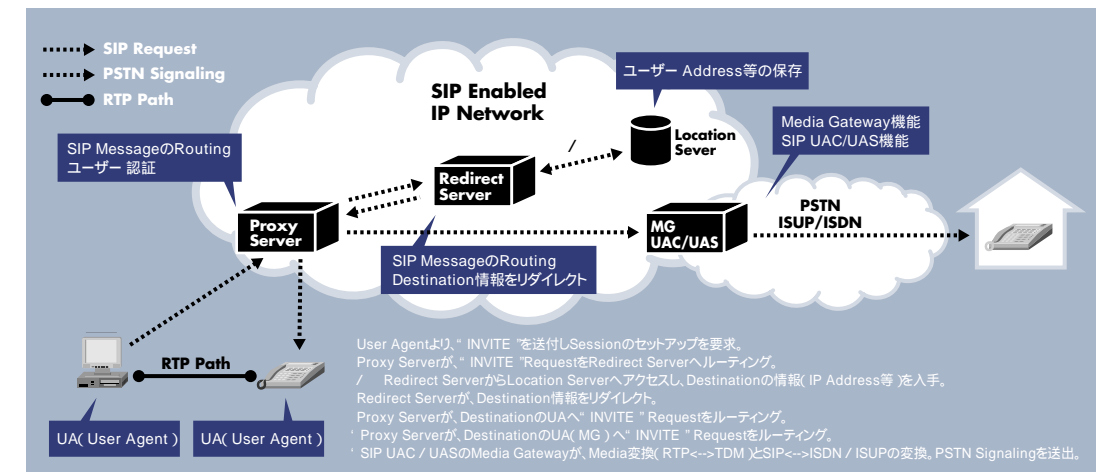 SIP Request
PSTN Signaling
RTP Path
SIP Enabled
IP Network
ユーザー Address等の保存
Location
Sever
/
Media Gateway機能
SIP UAC/UAS機能
SIP MessageのRouting
ユーザー 認証
Redirect
Server
Proxy
Server
MG
UAC/UAS
PSTN
ISUP/ISDN
SIP MessageのRouting
Destination情報をリダイレクト
RTP Path
UA( User Agent )
UA( User Agent )
User Agentより、“ INVITE ”を送付しSessionのセットアップを要求。
Proxy Serverが、“ INVITE ”RequestをRedirect Serverへルーティング。
/ Redirect ServerからLocation Serverへアクセスし、Destinationの情報( IP Address等 )を入手。
Redirect Serverが、Destination情報をリダイレクト。
Proxy Serverが、DestinationのUAへ“ INVITE ” Requestをルーティング。
' Proxy Serverが、DestinationのUA( MG )へ“ INVITE ” Requestをルーティング。
' SIP UAC / UASのMedia Gatewayが、Media変換( RTP<-->TDM )とSIP<-->ISDN / ISUPの変換。PSTN Signalingを送出。